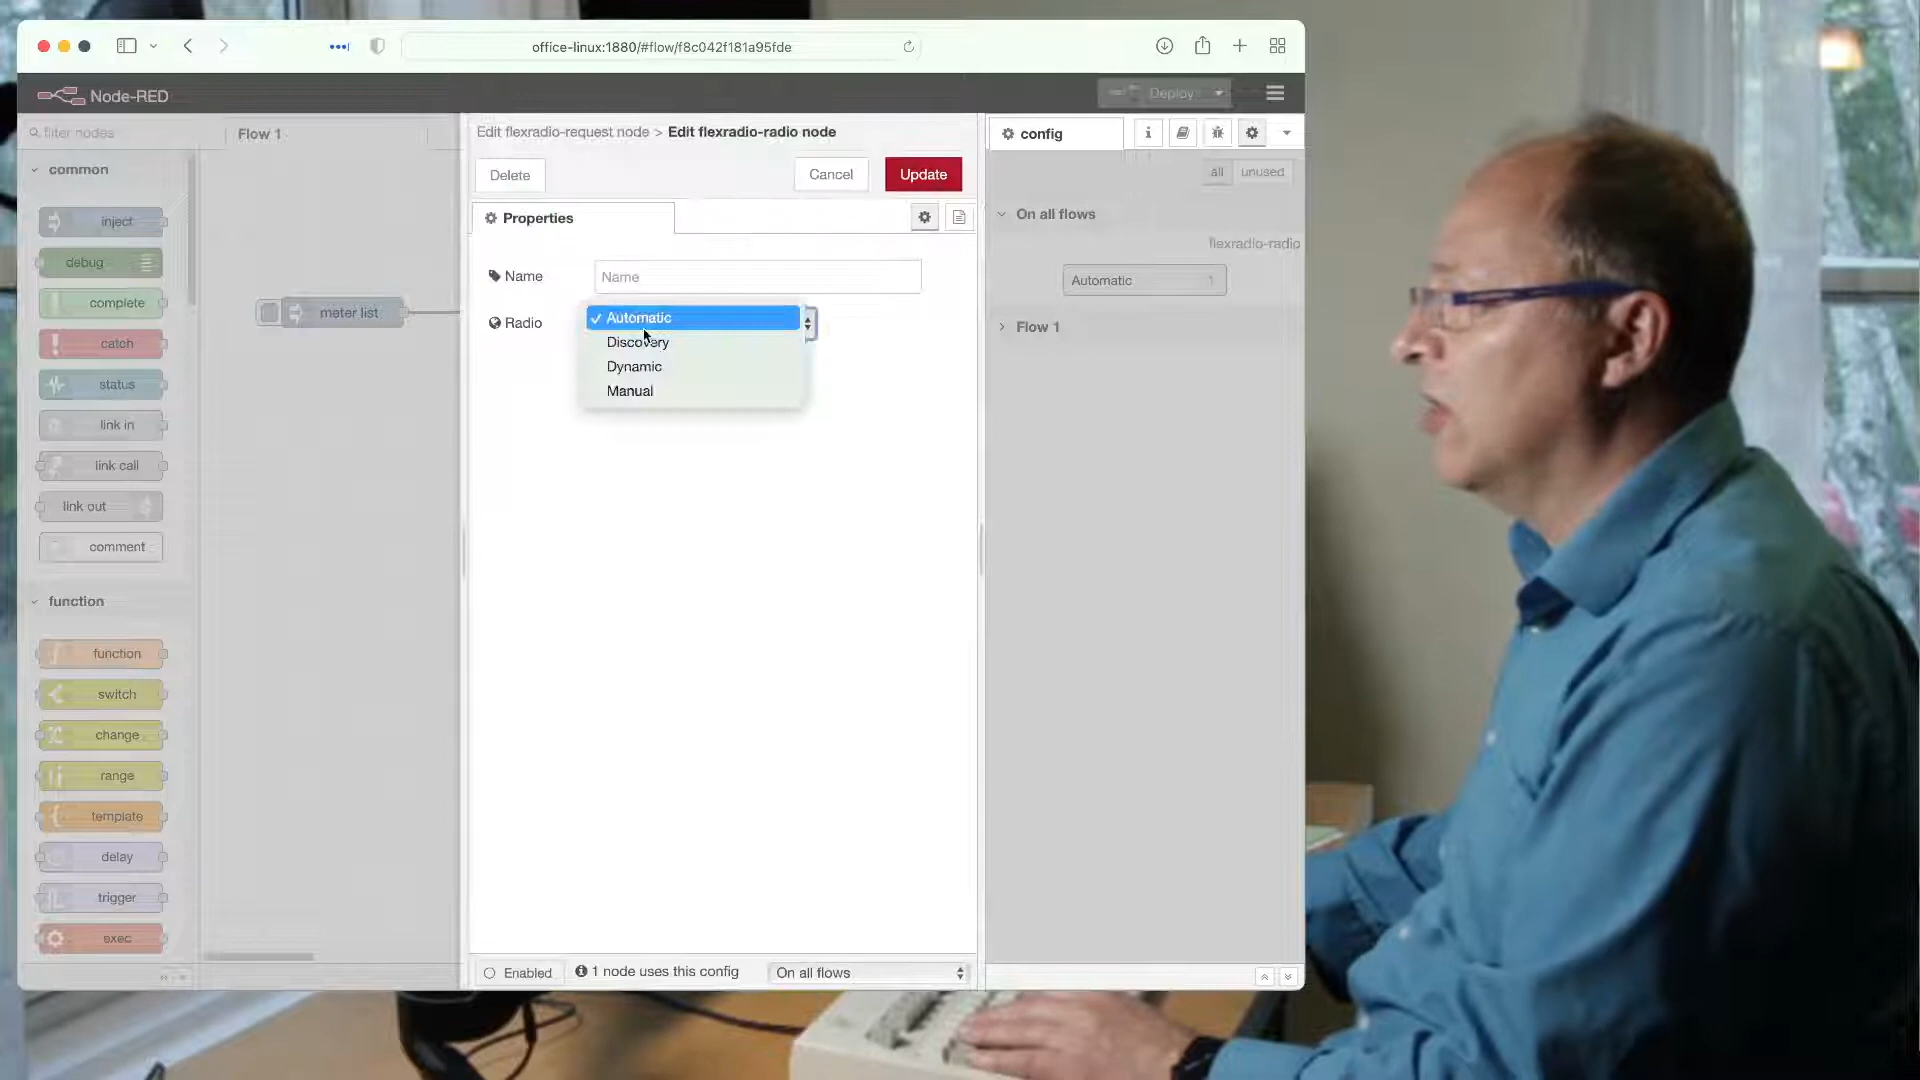 office-linux:1880/#flow/f8c042f181a95fde
Node-RED
Deploy
filter nodes
Flow 1
Edit flexradio-request node > Edit flexradio-radio node
config
i
Delete
Cancel
Update
all
unused
common
Properties
On all flows
flexradio-radio
inject
debug
complete
catch
status
link in
link call
link out
comment
meter list
Name
Name
Radio
Automatic
Discovery
Dynamic
Manual
Automatic
1
Flow 1
function
function
switch
change
range
template
delay
trigger
exec
Enabled
1 node uses this config
On all flows